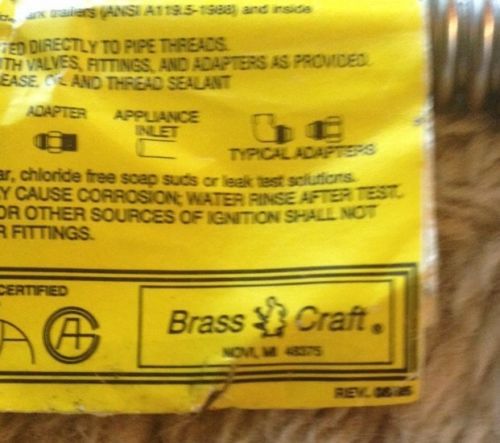 park trailers (ANSI A119.5-1988) and inside
TED DIRECTLY TO PIPE THREADS.
TH VALVES, FITTINGS, AND ADAPTERS AS PROVIDED.
EASE, OIL AND THREAD SEALANT
ADAPTER
APPLIANCE
INLET
TYPICAL ADAPTERS
ar, chloride free soap suds or leak test solutions.
Y CAUSE CORROSION; WATER RINSE AFTER TEST.
OR OTHER SOURCES OF IGNITION SHALL NOT
R FITTINGS.
CERTIFIED
Brass Craft ®
NOVI, MI 48375
REV.